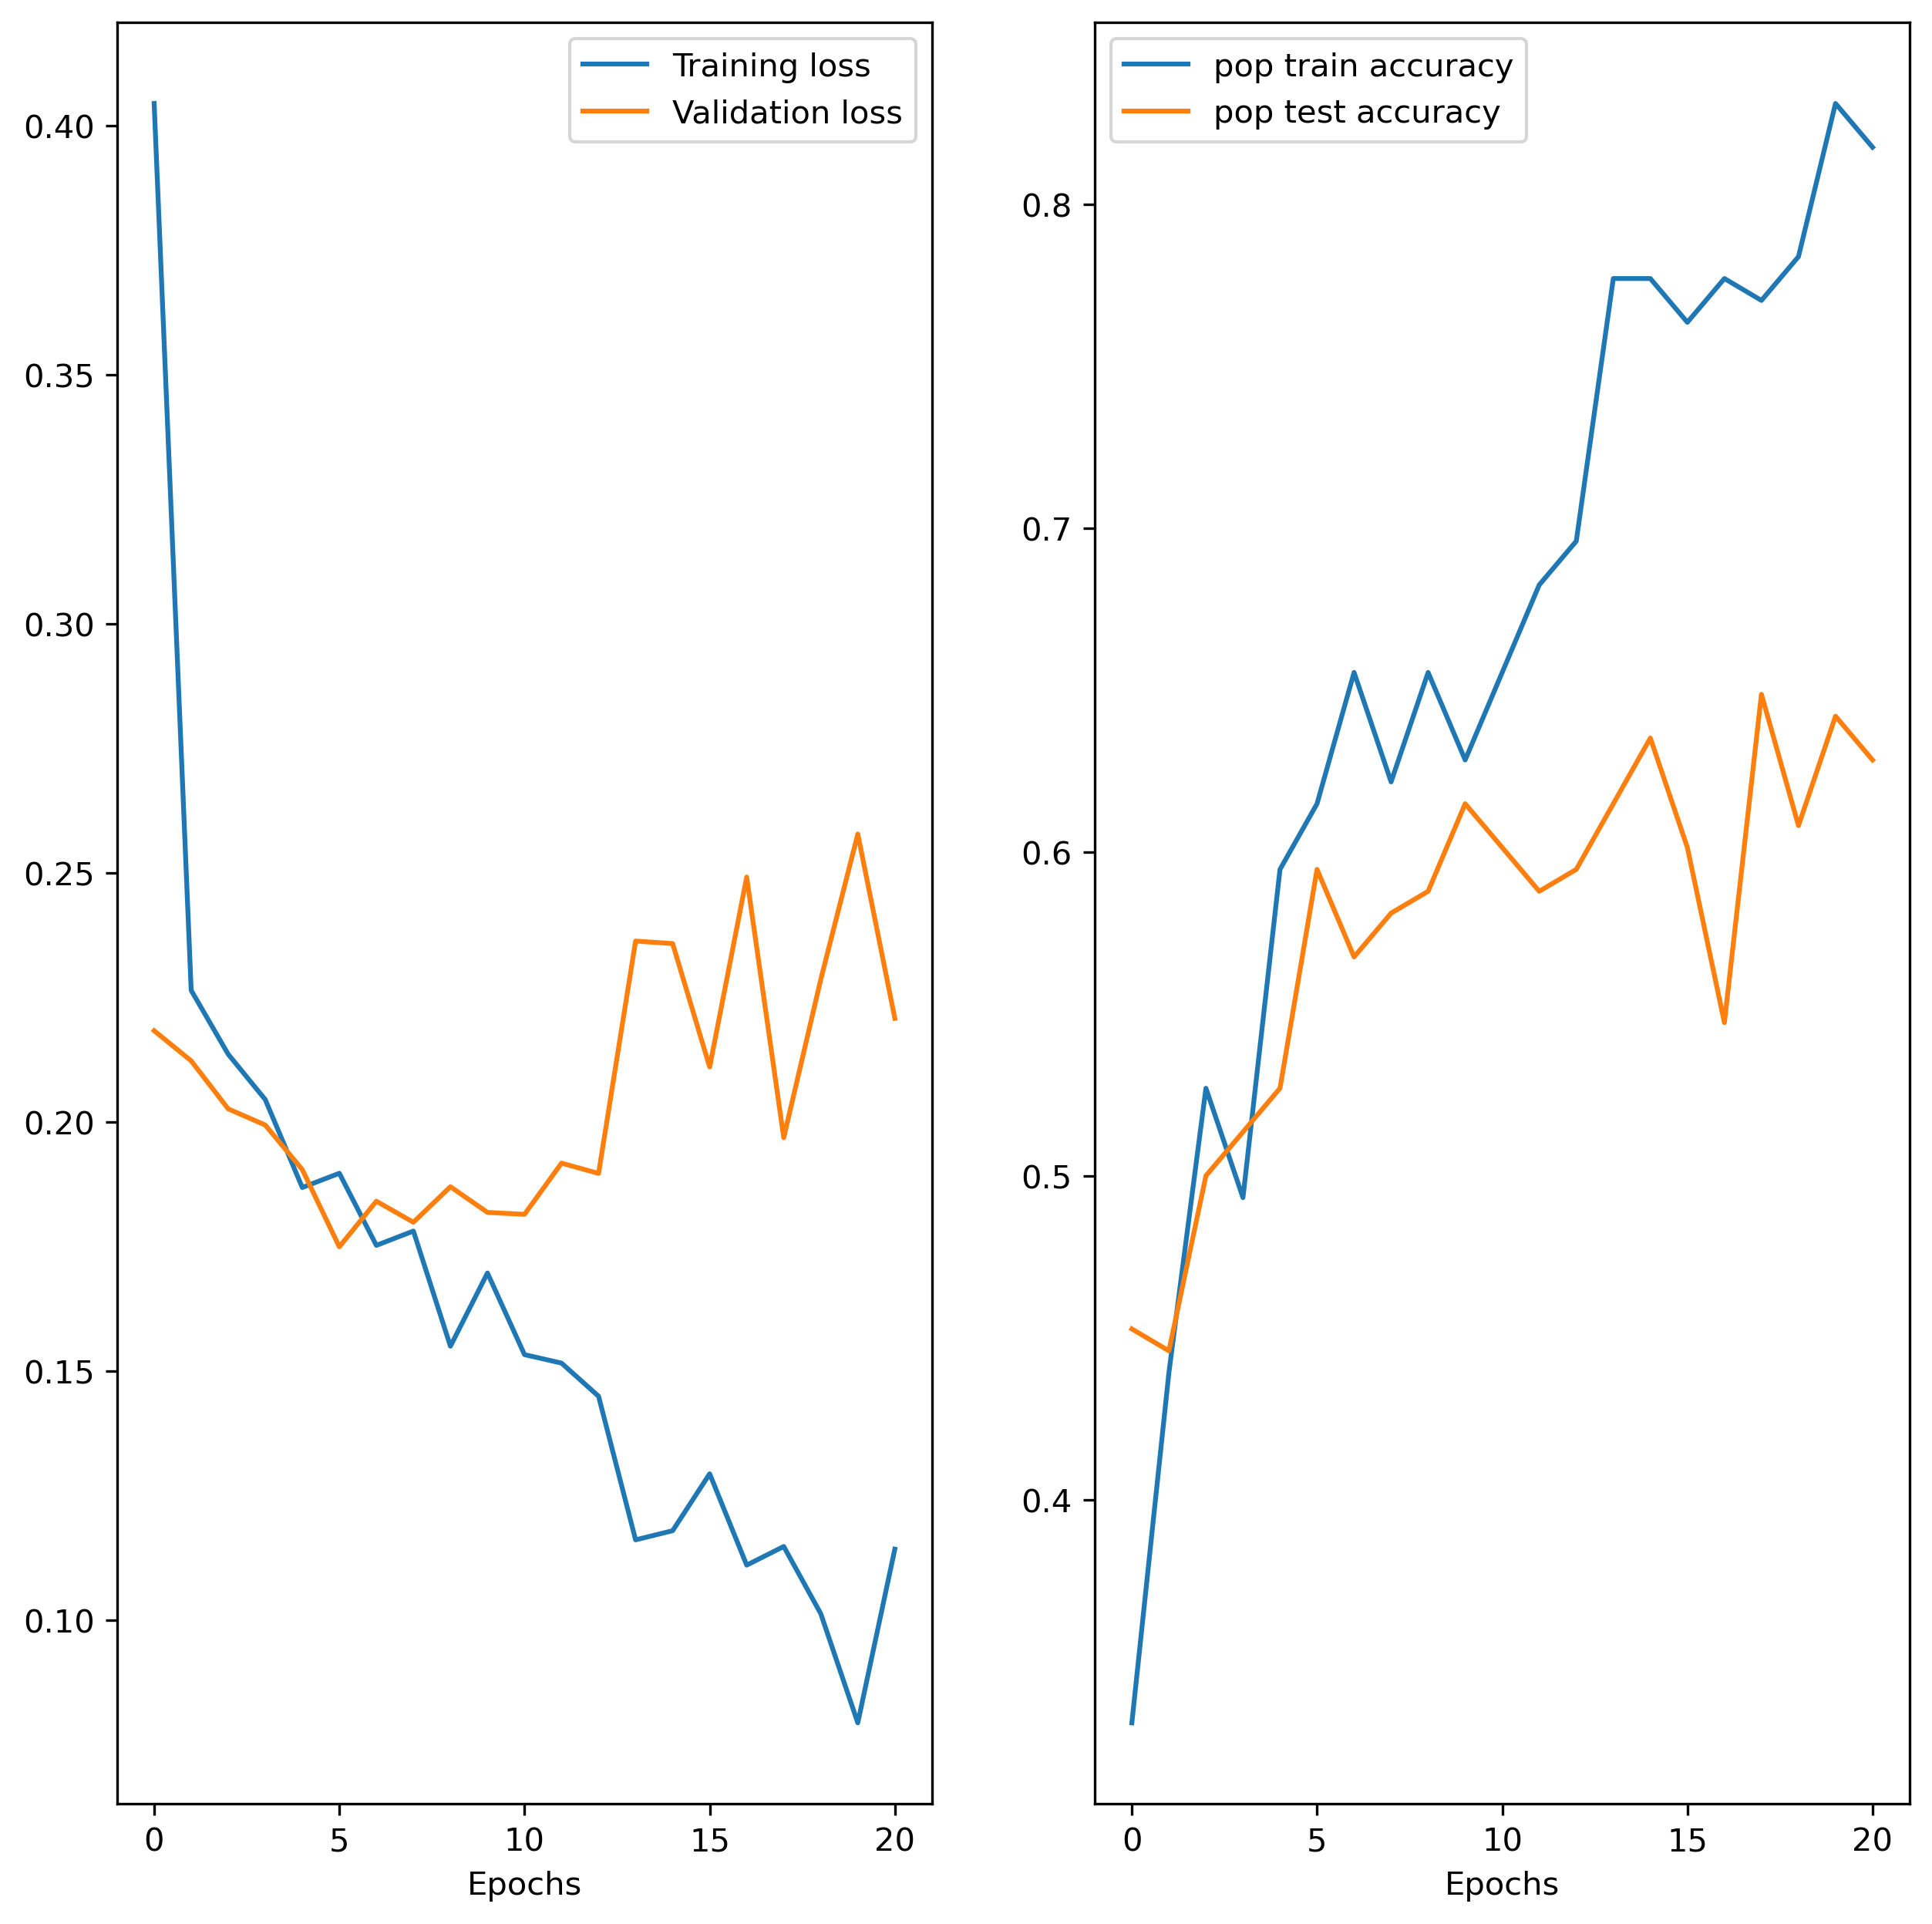 Training loss
Validation loss
0.40
0.35
0.30
0.25
0.20
0.15
0.10
0 5 10 15 20
Epochs
pop train accuracy
pop test accuracy
0.8
0.7
0.6
0.5
0.4
0 5 10 15 20
Epochs